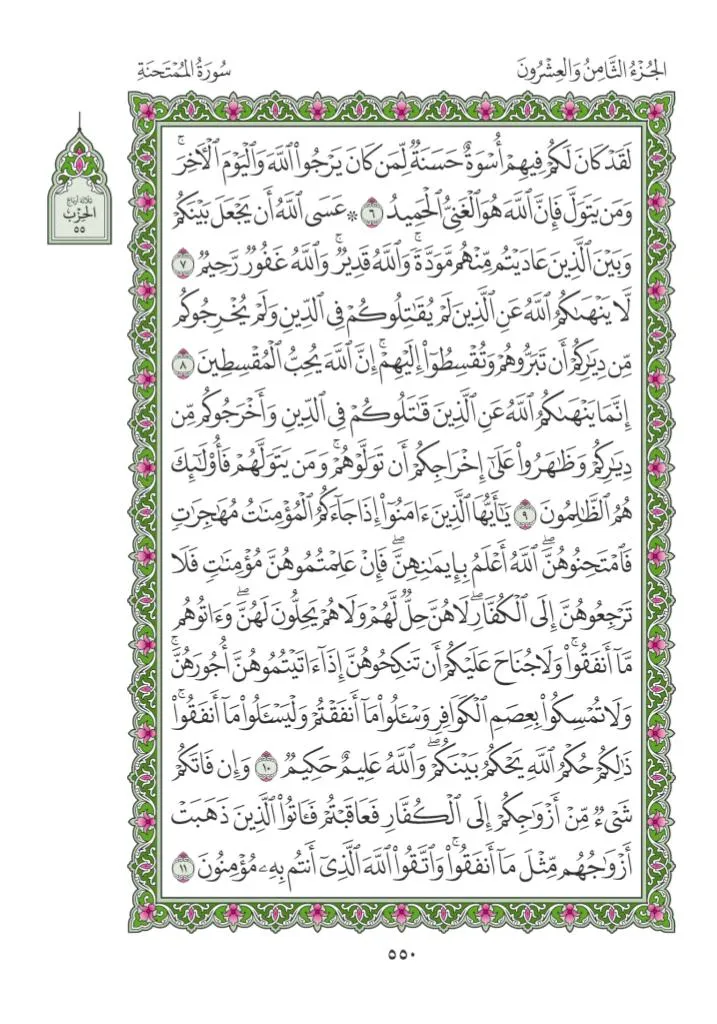 الجُزْءُ الثَّامِنُ وَالعِشْرُونَ
سُورَةُ المُمْتَحنَةِ
ثلاثة أرباع
الحِزْبُ
٥٥
لَقَدۡ كَانَ لَكُمۡ فِيهِمۡ أُسۡوَةٌ حَسَنَةٞ لِّمَن كَانَ يَرۡجُواْ ٱللَّهَ وَٱلۡيَوۡمَ ٱلۡأٓخِرَۚ
وَمَن يَتَوَلَّ فَإِنَّ ٱللَّهَ هُوَ ٱلۡغَنِيُّ ٱلۡحَمِيدُ ٦ ۞ عَسَى ٱللَّهُ أَن يَجۡعَلَ بَيۡنَكُمۡ
وَبَيۡنَ ٱلَّذِينَ عَادَيۡتُم مِّنۡهُم مَّوَدَّةٗۚ وَٱللَّهُ قَدِيرٞۚ وَٱللَّهُ غَفُورٞ رَّحِيمٞ ٧
لَّا يَنۡهَىٰكُمُ ٱللَّهُ عَنِ ٱلَّذِينَ لَمۡ يُقَٰتِلُوكُمۡ فِي ٱلدِّينِ وَلَمۡ يُخۡرِجُوكُم
مِّن دِيَٰرِكُمۡ أَن تَبَرُّوهُمۡ وَتُقۡسِطُوٓاْ إِلَيۡهِمۡۚ إِنَّ ٱللَّهَ يُحِبُّ ٱلۡمُقۡسِطِينَ ٨
إِنَّمَا يَنۡهَىٰكُمُ ٱللَّهُ عَنِ ٱلَّذِينَ قَٰتَلُوكُمۡ فِي ٱلدِّينِ وَأَخۡرَجُوكُم مِّن
دِيَٰرِكُمۡ وَظَٰهَرُواْ عَلَىٰٓ إِخۡرَاجِكُمۡ أَن تَوَلَّوۡهُمۡۚ وَمَن يَتَوَلَّهُمۡ فَأُوْلَٰٓئِكَ
هُمُ ٱلظَّٰلِمُونَ ٩ يَٰٓأَيُّهَا ٱلَّذِينَ ءَامَنُوٓاْ إِذَا جَآءَكُمُ ٱلۡمُؤۡمِنَٰتُ مُهَٰجِرَٰتٖ
فَٱمۡتَحِنُوهُنَّۖ ٱللَّهُ أَعۡلَمُ بِإِيمَٰنِهِنَّۖ فَإِنۡ عَلِمۡتُمُوهُنَّ مُؤۡمِنَٰتٖ فَلَا
تَرۡجِعُوهُنَّ إِلَى ٱلۡكُفَّارِۖ لَا هُنَّ حِلّٞ لَّهُمۡ وَلَا هُمۡ يَحِلُّونَ لَهُنَّۖ وَءَاتُوهُم
مَّآ أَنفَقُواْۚ وَلَا جُنَاحَ عَلَيۡكُمۡ أَن تَنكِحُوهُنَّ إِذَآ ءَاتَيۡتُمُوهُنَّ أُجُورَهُنَّۚ
وَلَا تُمۡسِكُواْ بِعِصَمِ ٱلۡكَوَافِرِ وَسۡـَٔلُواْ مَآ أَنفَقۡتُمۡ وَلۡيَسۡـَٔلُواْ مَآ أَنفَقُواْۚ
ذَٰلِكُمۡ حُكۡمُ ٱللَّهِ يَحۡكُمُ بَيۡنَكُمۡۖ وَٱللَّهُ عَلِيمٌ حَكِيمٞ ١٠ وَإِن فَاتَكُمۡ
شَيۡءٞ مِّنۡ أَزۡوَٰجِكُمۡ إِلَى ٱلۡكُفَّارِ فَعَاقَبۡتُمۡ فَـَٔاتُواْ ٱلَّذِينَ ذَهَبَتۡ
أَزۡوَٰجُهُم مِّثۡلَ مَآ أَنفَقُواْۚ وَٱتَّقُواْ ٱللَّهَ ٱلَّذِيٓ أَنتُم بِهِۦ مُؤۡمِنُونَ ١١
٥٥٠